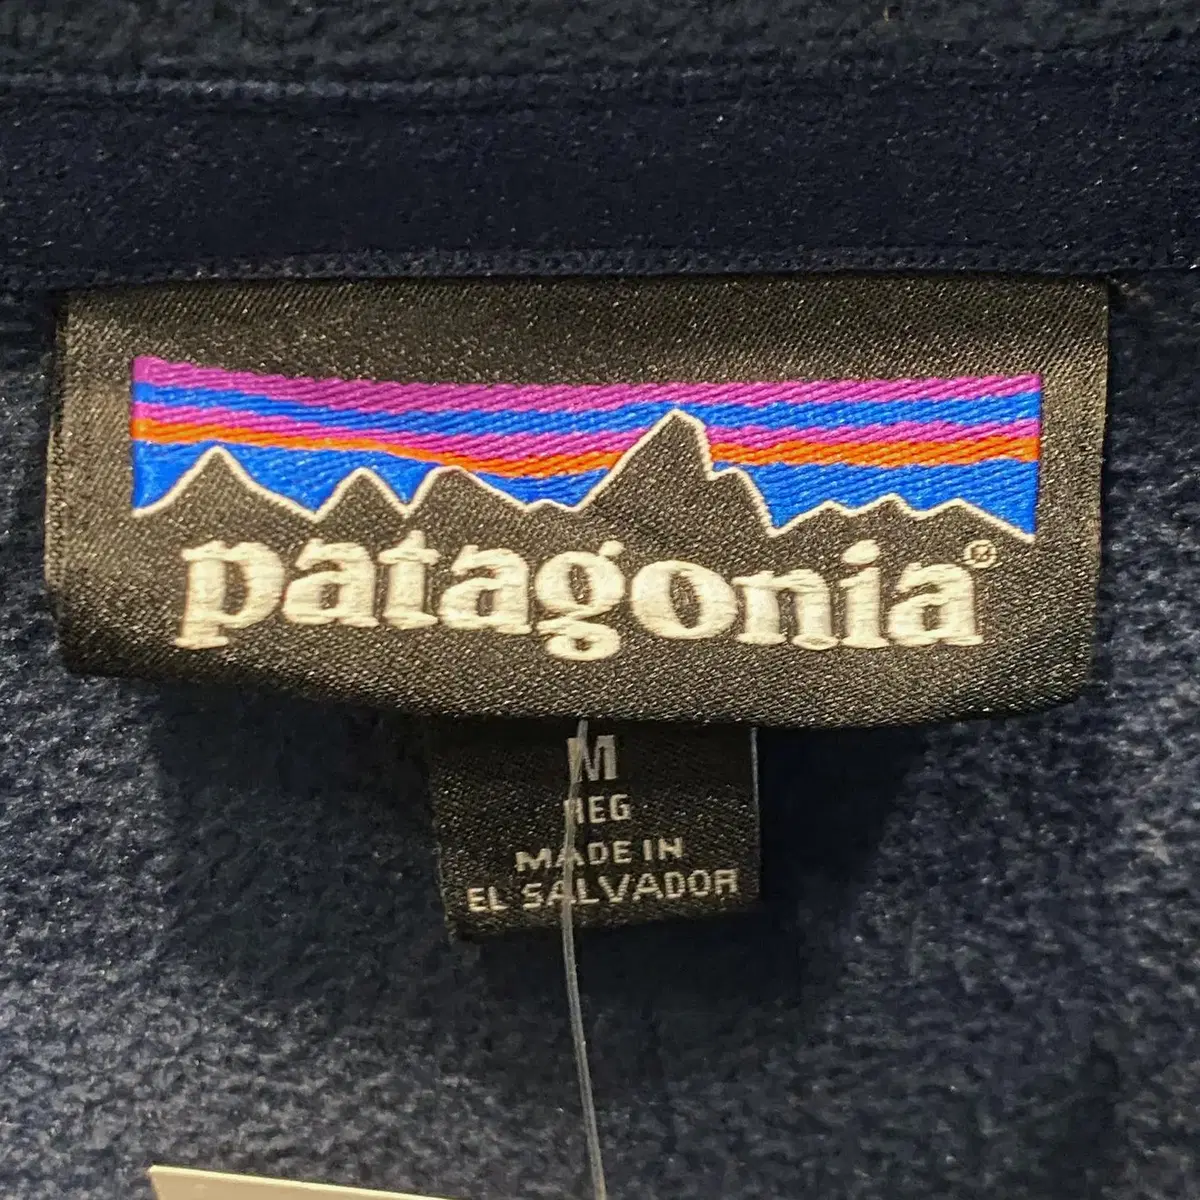 patagonia®
M
REG
MADE IN
EL SALVADOR